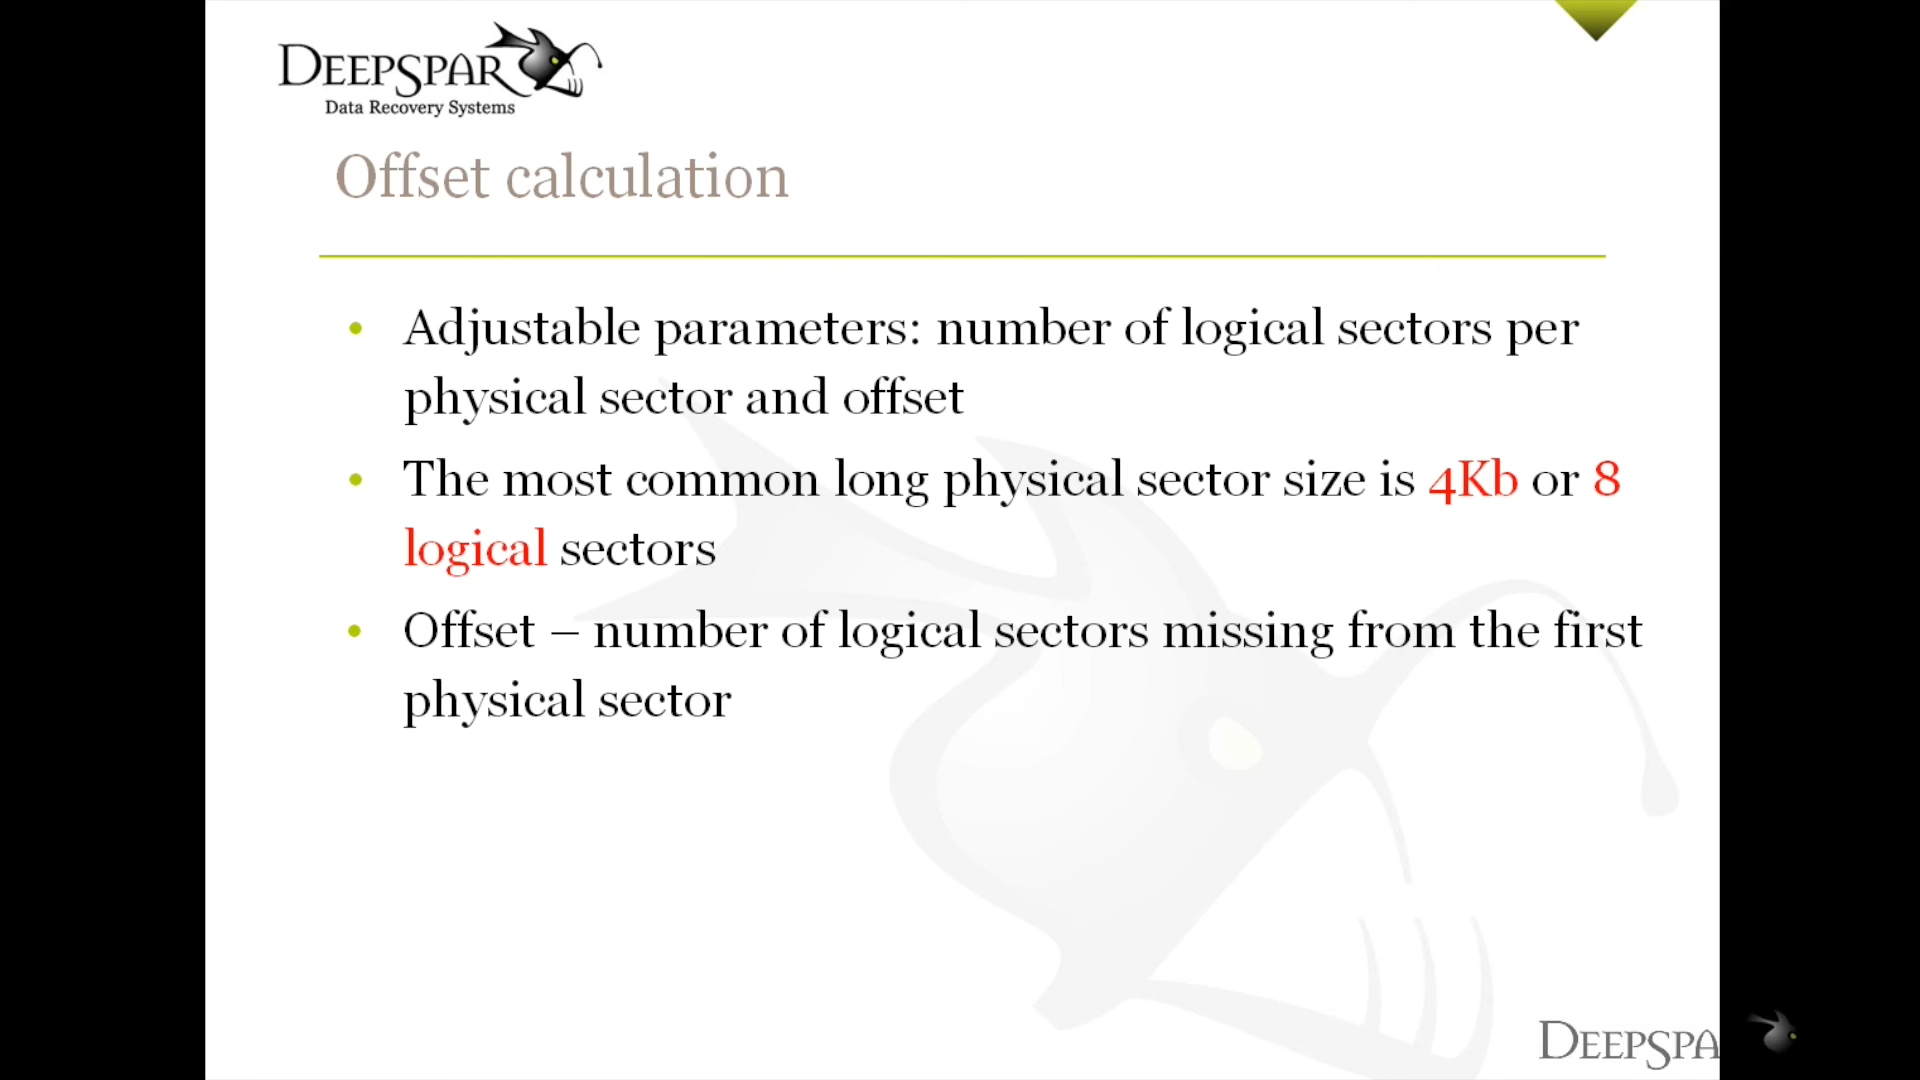 DEEPSPAR
Data Recovery Systems
Offset calculation
• Adjustable parameters: number of logical sectors per
physical sector and offset
• The most common long physical sector size is 4Kb or 8
logical sectors
• Offset – number of logical sectors missing from the first
physical sector
DEEPSPA